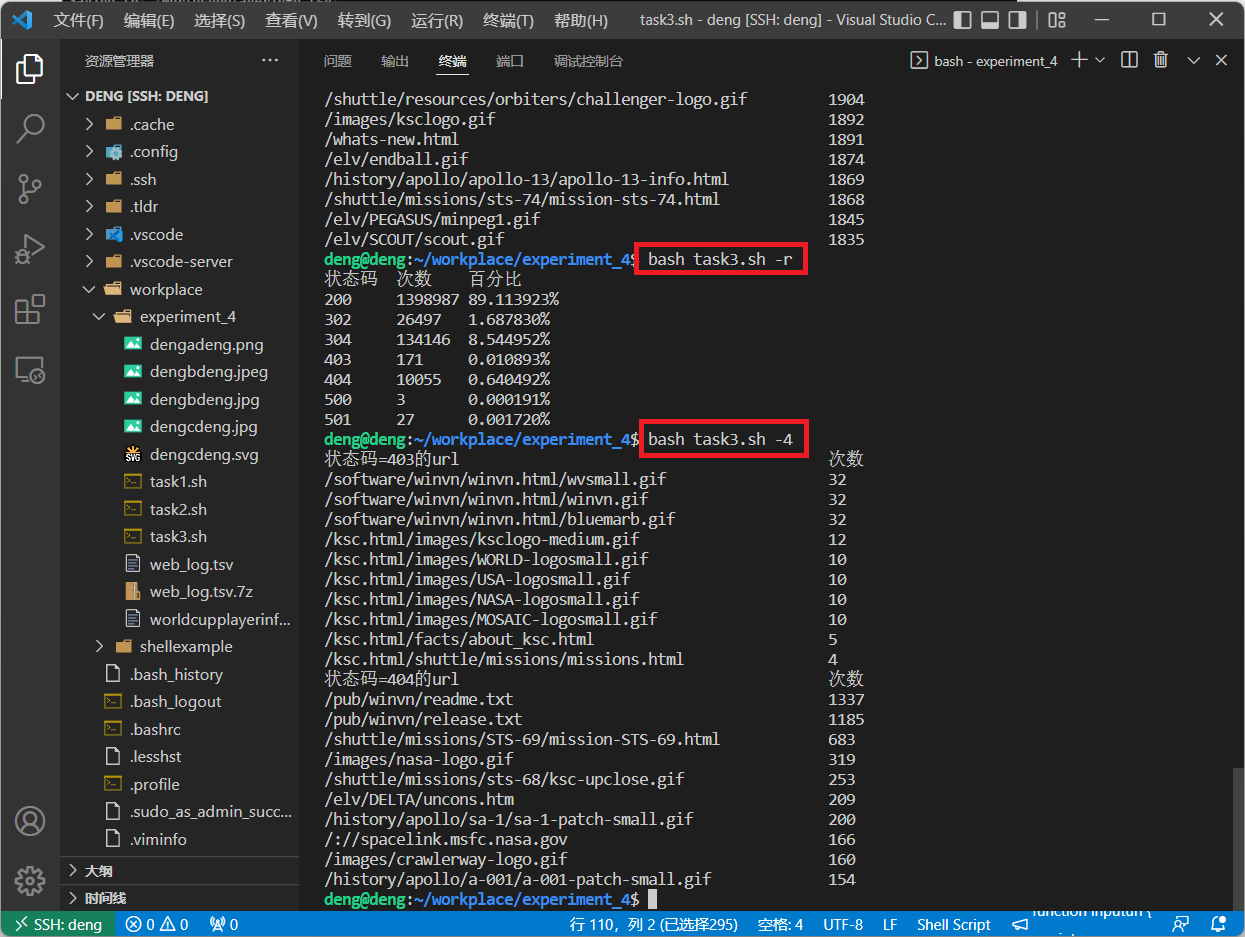 文件(F) 编辑(E) 选择(S) 查看(V) 转到(G) 运行(R) 终端(T) 帮助(H) task3.sh - deng [SSH: deng] - Visual Studio C...
资源管理器
DENG [SSH: DENG]
.cache
.config
.ssh
.tldr
.vscode
.vscode-server
workplace
experiment_4
dengadeng.png
dengbdeng.jpeg
dengbdeng.jpg
dengcdeng.jpg
SVG dengcdeng.svg
task1.sh
task2.sh
task3.sh
web_log.tsv
web_log.tsv.7z
worldcupplayerinf...
shellexample
.bash_history
.bash_logout
.bashrc
.lesshst
.profile
.sudo_as_admin_succ...
.viminfo
大纲
时间线
问题 输出 终端 端口 调试控制台 bash - experiment_4
/shuttle/resources/orbiters/challenger-logo.gif 1904
/images/ksclogo.gif 1892
/whats-new.html 1891
/elv/endball.gif 1874
/history/apollo/apollo-13/apollo-13-info.html 1869
/shuttle/missions/sts-74/mission-sts-74.html 1868
/elv/PEGASUS/minpeg1.gif 1845
/elv/SCOUT/scout.gif 1835
deng@deng:~/workplace/experiment_4$ bash task3.sh -r
状态码 次数 百分比
200 1398987 89.113923%
302 26497 1.687830%
304 134146 8.544952%
403 171 0.010893%
404 10055 0.640492%
500 3 0.000191%
501 27 0.001720%
deng@deng:~/workplace/experiment_4$ bash task3.sh -4
状态码=403的url 次数
/software/winvn/winvn.html/wvsmall.gif 32
/software/winvn/winvn.html/winvn.gif 32
/software/winvn/winvn.html/bluemarb.gif 32
/ksc.html/images/ksclogo-medium.gif 12
/ksc.html/images/WORLD-logosmall.gif 10
/ksc.html/images/USA-logosmall.gif 10
/ksc.html/images/NASA-logosmall.gif 10
/ksc.html/images/MOSAIC-logosmall.gif 10
/ksc.html/facts/about_ksc.html 5
/ksc.html/shuttle/missions/missions.html 4
状态码=404的url 次数
/pub/winvn/readme.txt 1337
/pub/winvn/release.txt 1185
/shuttle/missions/STS-69/mission-STS-69.html 683
/images/nasa-logo.gif 319
/shuttle/missions/sts-68/ksc-upclose.gif 253
/elv/DELTA/uncons.htm 209
/history/apollo/sa-1/sa-1-patch-small.gif 200
/://spacelink.msfc.nasa.gov 166
/images/crawlerway-logo.gif 160
/history/apollo/a-001/a-001-patch-small.gif 154
deng@deng:~/workplace/experiment_4$
SSH: deng 0 0 0 行 110，列 2 (已选择295) 空格: 4 UTF-8 LF Shell Script